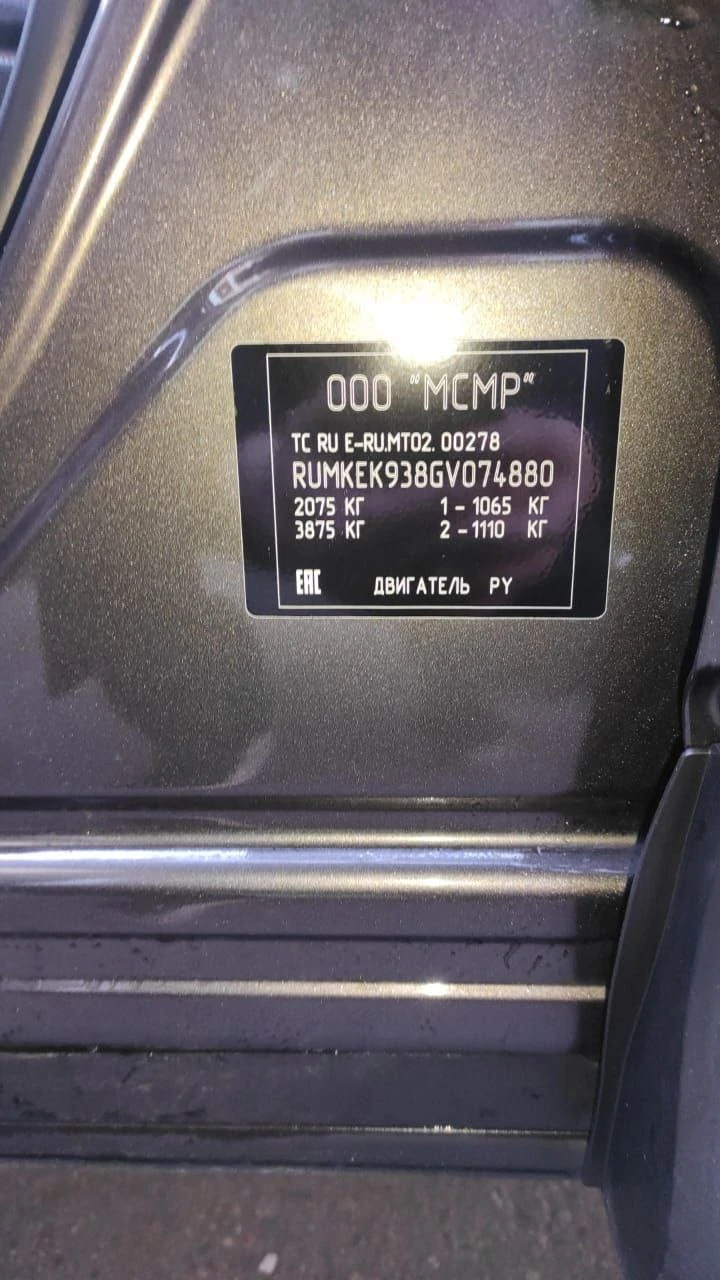 ООО "МСМР"
ТС RU E-RU.МТ02.00278
RUMKEK938GV074880
2075 КГ 1 - 1065 КГ
3875 КГ 2 - 1110 КГ
EAC ДВИГАТЕЛЬ PY